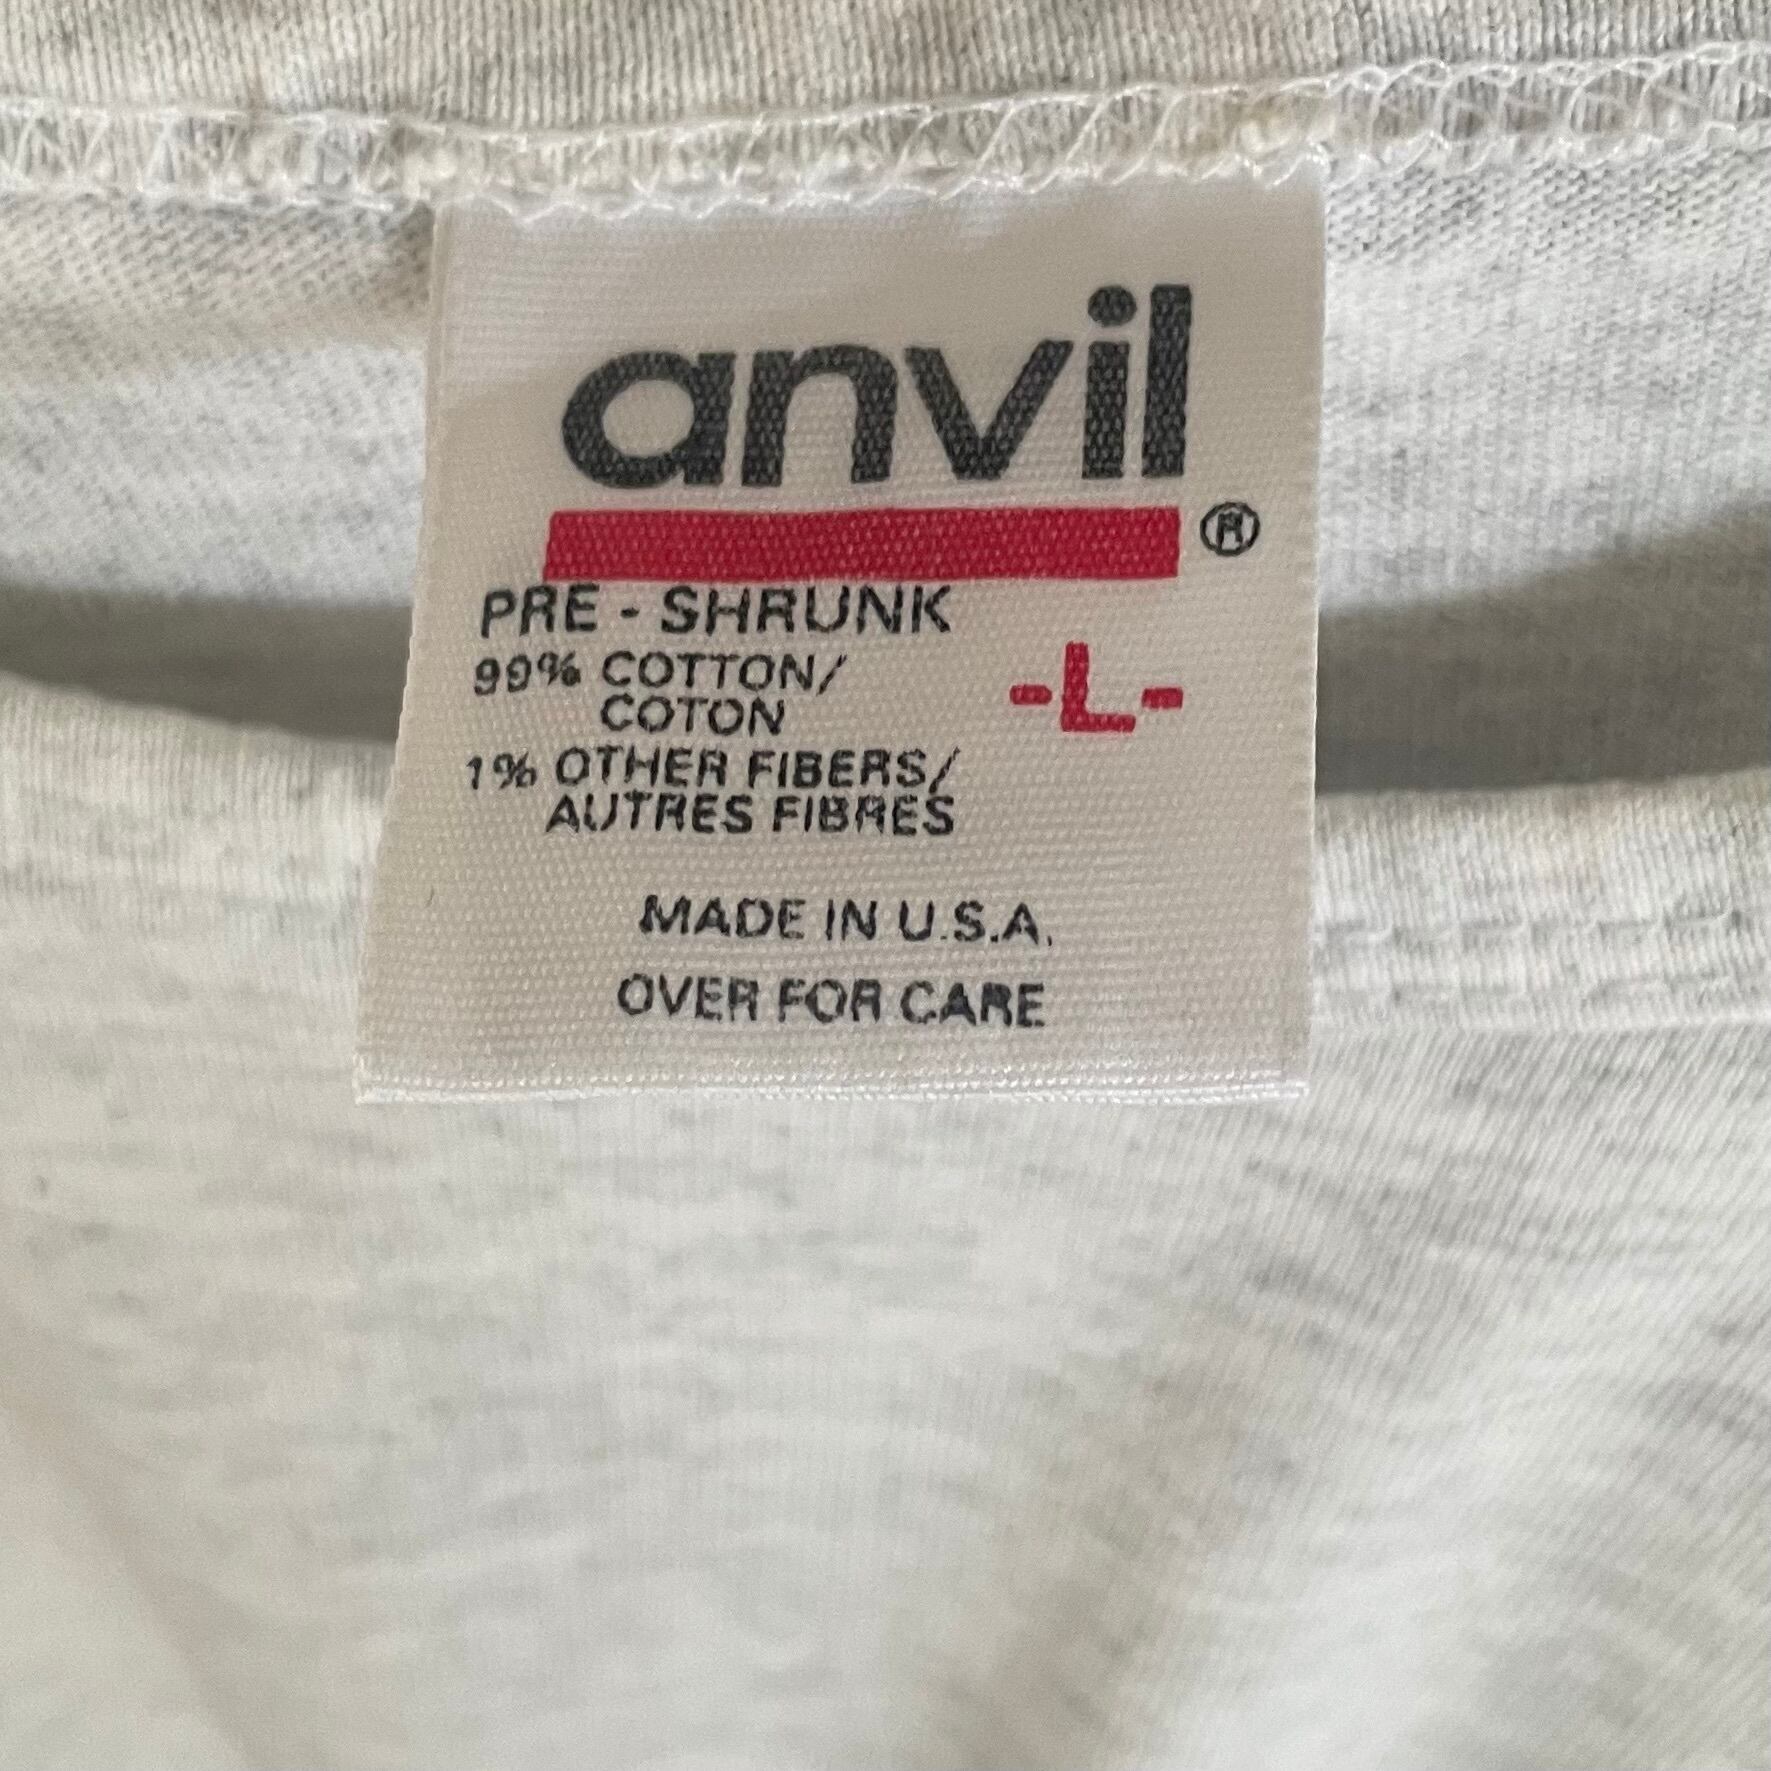 anvil
®
PRE - SHRUNK
99% COTTON/
COTON
-L-
1% OTHER FIBERS/
AUTRES FIBRES
MADE IN U.S.A.
OVER FOR CARE